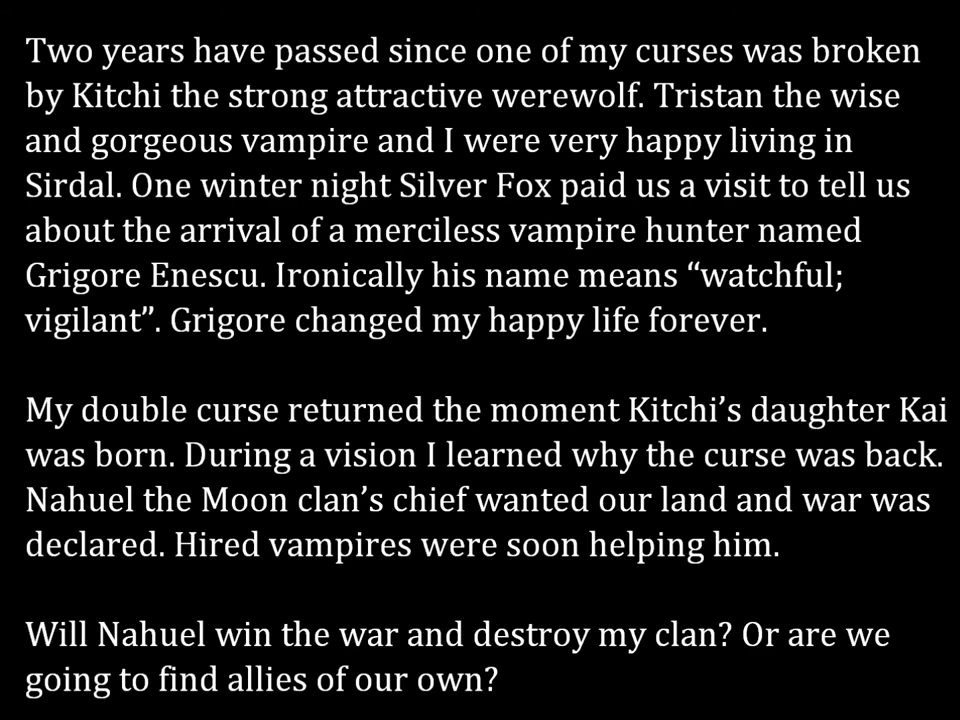 Two years have passed since one of my curses was broken
by Kitchi the strong attractive werewolf. Tristan the wise
and gorgeous vampire and I were very happy living in
Sirdal. One winter night Silver Fox paid us a visit to tell us
about the arrival of a merciless vampire hunter named
Grigore Enescu. Ironically his name means “watchful;
vigilant”. Grigore changed my happy life forever.

My double curse returned the moment Kitchi’s daughter Kai
was born. During a vision I learned why the curse was back.
Nahuel the Moon clan’s chief wanted our land and war was
declared. Hired vampires were soon helping him.

Will Nahuel win the war and destroy my clan? Or are we
going to find allies of our own?